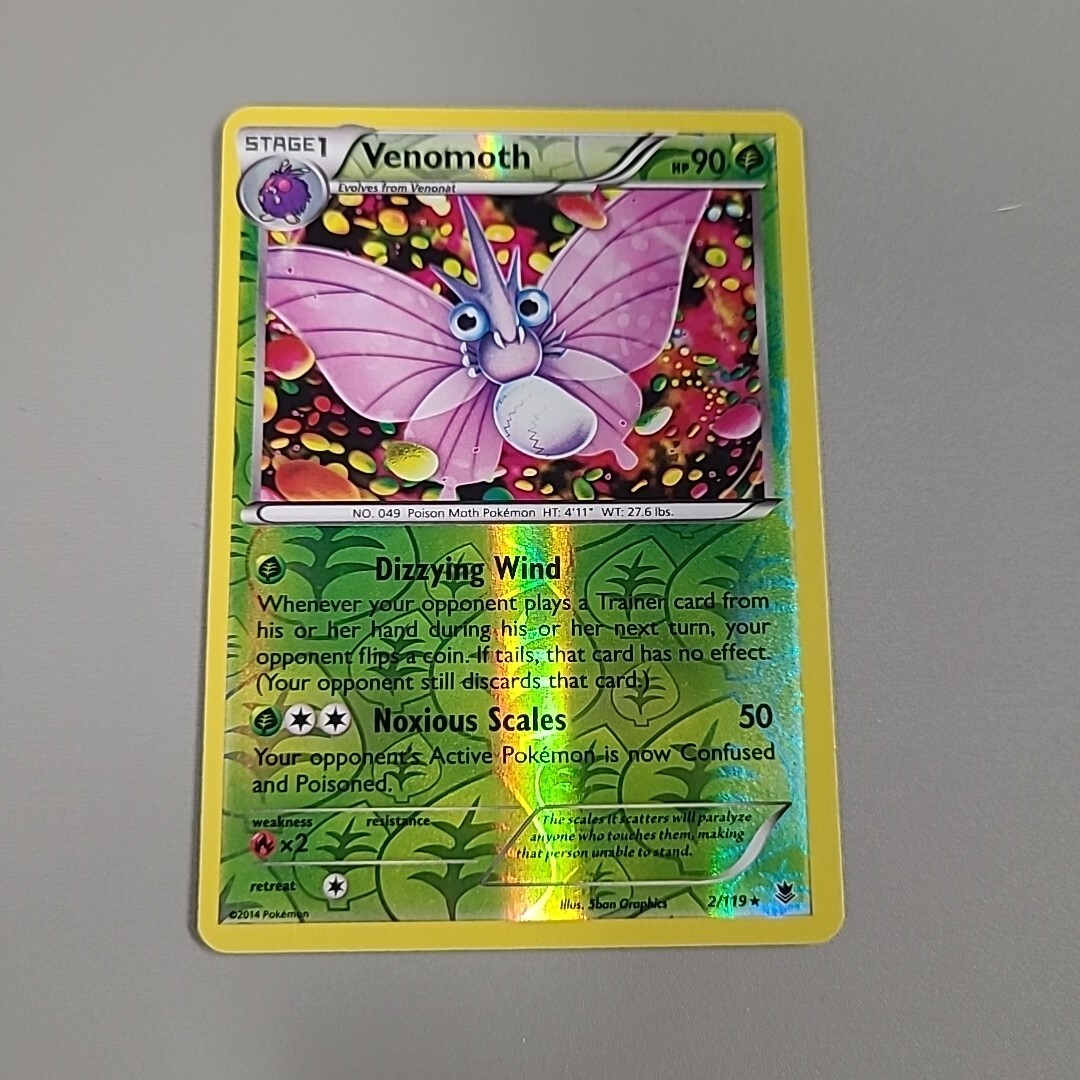 STAGE1
Venomoth
HP 90
Evolves from Venonat
NO. 049 Poison Moth Pokémon HT: 4'11" WT: 27.6 lbs.
Dizzying Wind
Whenever your opponent plays a Trainer card from
his or her hand during his or her next turn, your
opponent flips a coin. If tails, that card has no effect.
(Your opponent still discards that card.)
Noxious Scales 50
Your opponent's Active Pokémon is now Confused
and Poisoned.
weakness resistance
×2
The scales it scatters will paralyze
anyone who touches them, making
that person unable to stand.
retreat
Illus. 5ban Graphics 2/119★
©2014 Pokémon